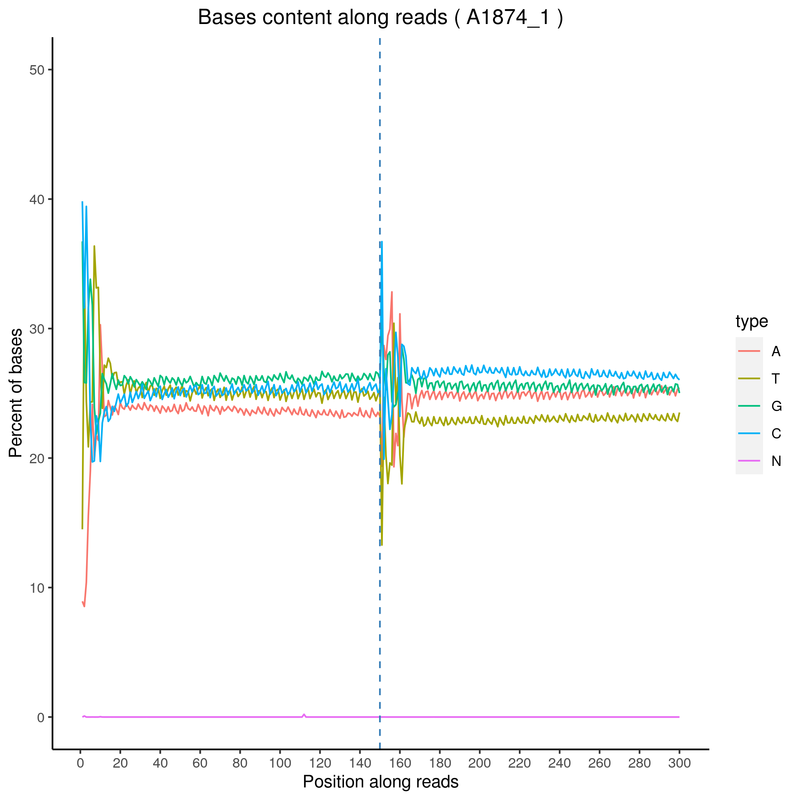 Bases content along reads ( A1874_1 )
Percent of bases
50
40
30
20
10
0
0 20 40 60 80 100 120 140 160 180 200 220 240 260 280 300
Position along reads
type
A
T
G
C
N